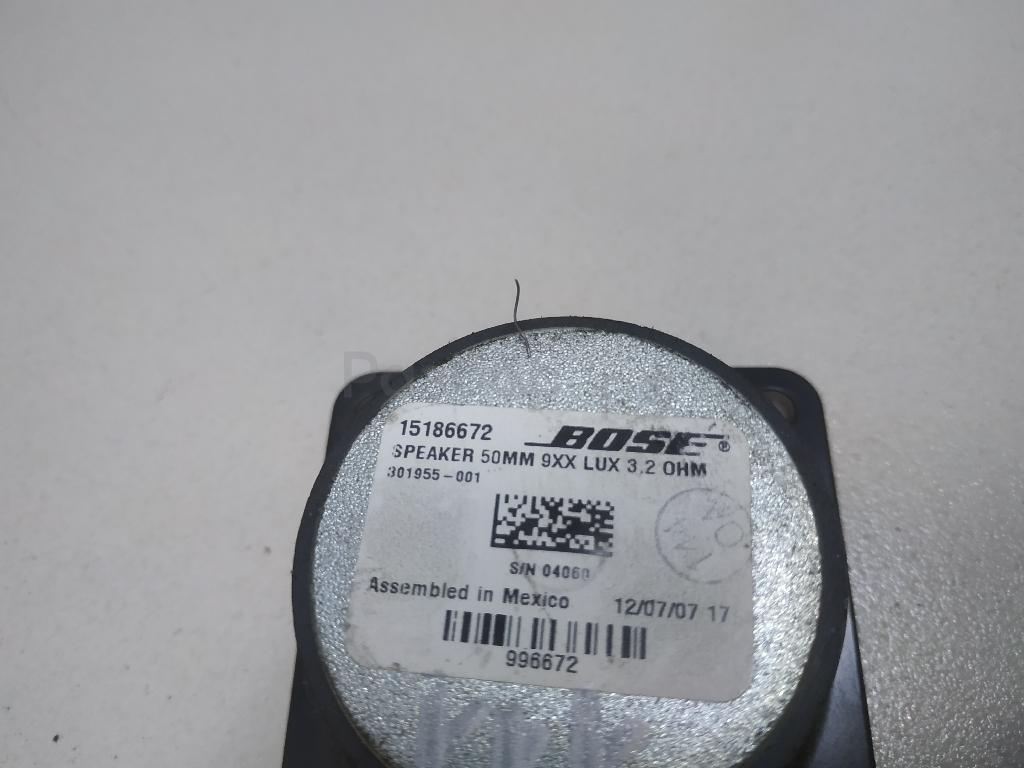 15186672 BOSE®
SPEAKER 50MM 9XX LUX 3.2 OHM
301955-001
S/N 04060
Assembled in Mexico 12/07/07 17
996672